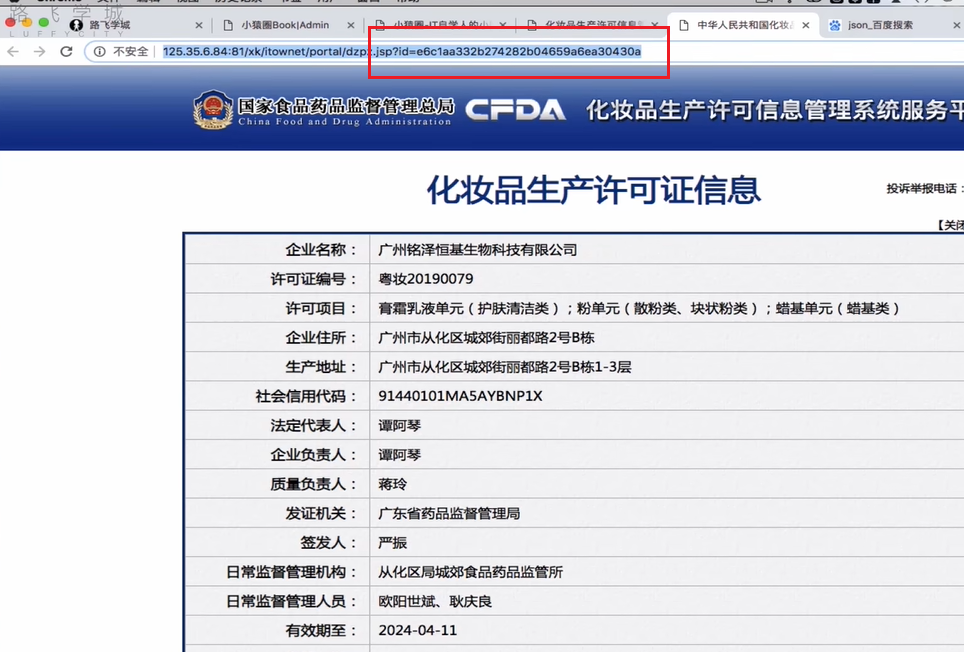 路飞学城
LUFFYCITY
路飞学城
小猿圈Book|Admin
小猿圈-IT自学人的小
化妆品生产许可信息
中华人民共和国化妆
json_百度搜索
不安全
125.35.6.84:81/xk/itownet/portal/dzpz.jsp?id=e6c1aa332b274282b04659a6ea30430a
国家食品药品监督管理总局
China Food and Drug Administration
CFDA
化妆品生产许可信息管理系统服务平
化妆品生产许可证信息
投诉举报电话：
【关闭
企业名称： 广州铭泽恒基生物科技有限公司
许可证编号： 粤妆20190079
许可项目： 膏霜乳液单元（护肤清洁类）；粉单元（散粉类、块状粉类）；蜡基单元（蜡基类）
企业住所： 广州市从化区城郊街丽都路2号B栋
生产地址： 广州市从化区城郊街丽都路2号B栋1-3层
社会信用代码： 91440101MA5AYBNP1X
法定代表人： 谭阿琴
企业负责人： 谭阿琴
质量负责人： 蒋玲
发证机关： 广东省药品监督管理局
签发人： 严振
日常监督管理机构： 从化区局城郊食品药品监管所
日常监督管理人员： 欧阳世斌、耿庆良
有效期至： 2024-04-11